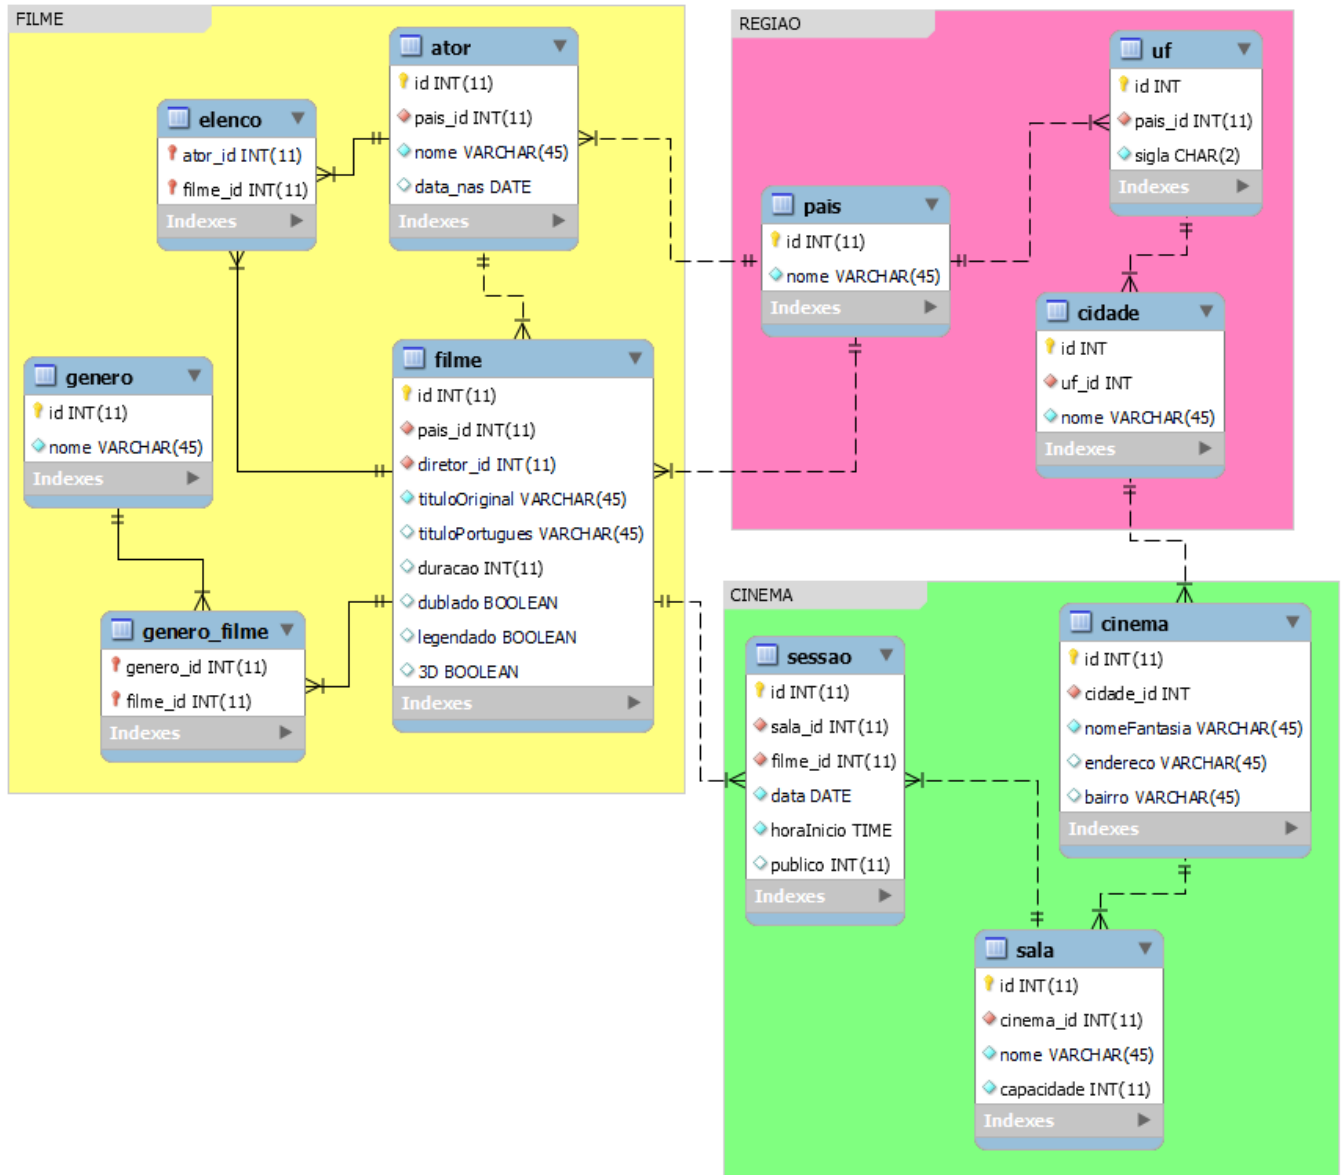 FILME
ator
id INT(11)
pais_id INT(11)
nome VARCHAR(45)
data_nas DATE
Indexes
elenco
ator_id INT(11)
filme_id INT(11)
Indexes
genero
id INT(11)
nome VARCHAR(45)
Indexes
filme
id INT(11)
pais_id INT(11)
diretor_id INT(11)
tituloOriginal VARCHAR(45)
tituloPortugues VARCHAR(45)
duracao INT(11)
dublado BOOLEAN
legendado BOOLEAN
3D BOOLEAN
Indexes
genero_filme
genero_id INT(11)
filme_id INT(11)
Indexes
REGIAO
uf
id INT
pais_id INT(11)
sigla CHAR(2)
Indexes
pais
id INT(11)
nome VARCHAR(45)
Indexes
cidade
id INT
uf_id INT
nome VARCHAR(45)
Indexes
CINEMA
sessao
id INT(11)
sala_id INT(11)
filme_id INT(11)
data DATE
horaInicio TIME
publico INT(11)
Indexes
cinema
id INT(11)
cidade_id INT
nomeFantasia VARCHAR(45)
endereco VARCHAR(45)
bairro VARCHAR(45)
Indexes
sala
id INT(11)
cinema_id INT(11)
nome VARCHAR(45)
capacidade INT(11)
Indexes